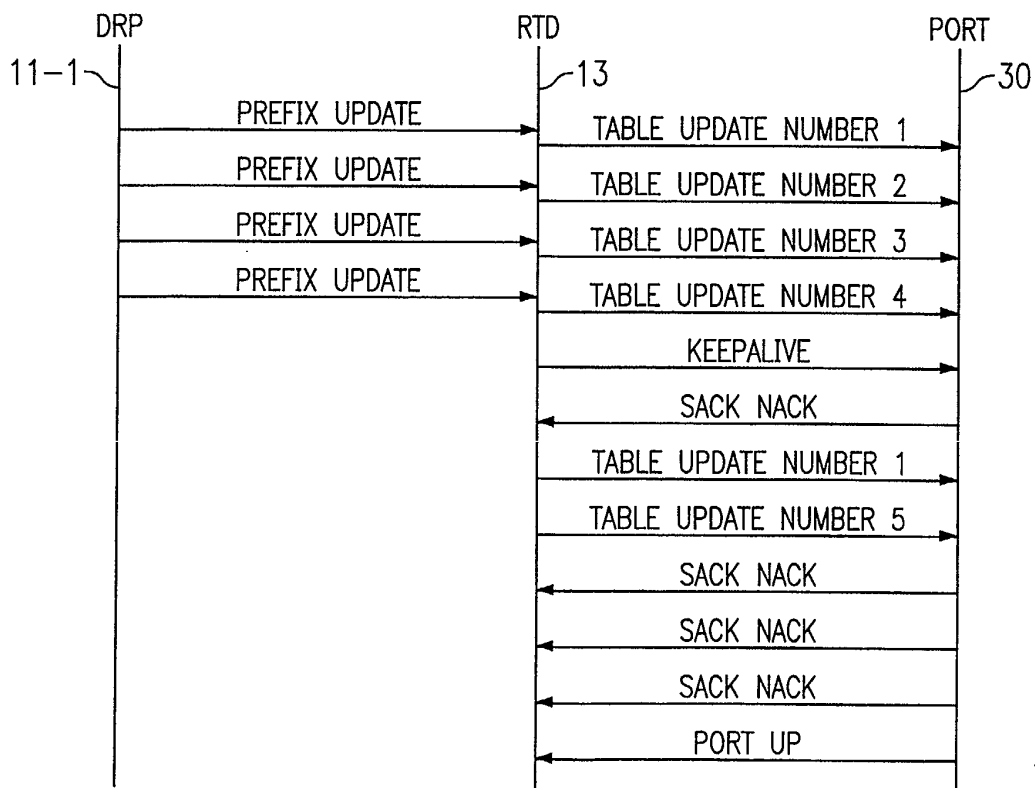 DRP RTD PORT
11-1 13 30
PREFIX UPDATE TABLE UPDATE NUMBER 1
PREFIX UPDATE TABLE UPDATE NUMBER 2
PREFIX UPDATE TABLE UPDATE NUMBER 3
PREFIX UPDATE TABLE UPDATE NUMBER 4
KEEPALIVE
SACK NACK
TABLE UPDATE NUMBER 1
TABLE UPDATE NUMBER 5
SACK NACK
SACK NACK
SACK NACK
PORT UP